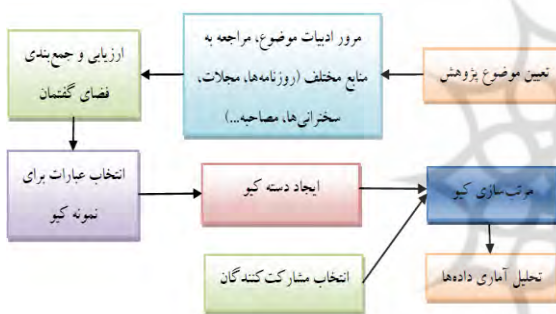 تعیین موضوع پژوهش
مرور ادبیات موضوع، مراجعه به
منابع مختلف (روزنامه‌ها، مجلات،
سخنرانی‌ها، مصاحبه...)
ارزیابی و جمع‌بندی
فضای گفتمان
انتخاب عبارات برای
نمونه کیو
ایجاد دسته کیو
مرتب‌سازی کیو
انتخاب مشارکت‌کنندگان
تحلیل آماری داده‌ها